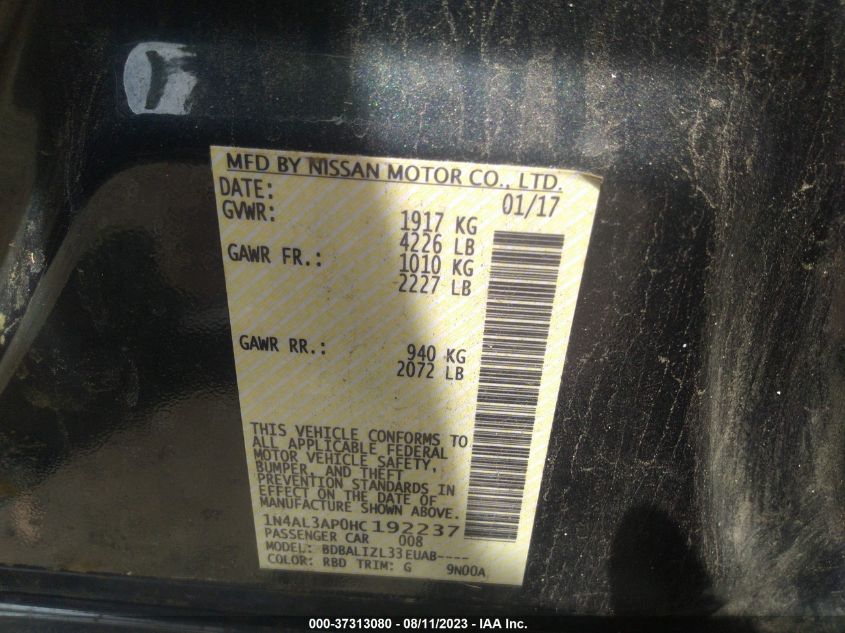 MFD BY NISSAN MOTOR CO., LTD.
DATE: 01/17
GVWR: 1917 KG
4226 LB
GAWR FR.: 1010 KG
2227 LB
GAWR RR.: 940 KG
2072 LB
THIS VEHICLE CONFORMS TO
ALL APPLICABLE FEDERAL
MOTOR VEHICLE SAFETY,
BUMPER, AND THEFT
PREVENTION STANDARDS IN
EFFECT ON THE DATE OF
MANUFACTURE SHOWN ABOVE.
1N4AL3AP0HC192237
PASSENGER CAR 008
MODEL: BDBALIZL33EUAB----
COLOR: RBD TRIM: G 9N00A
000-37313080 - 08/11/2023 - IAA Inc.